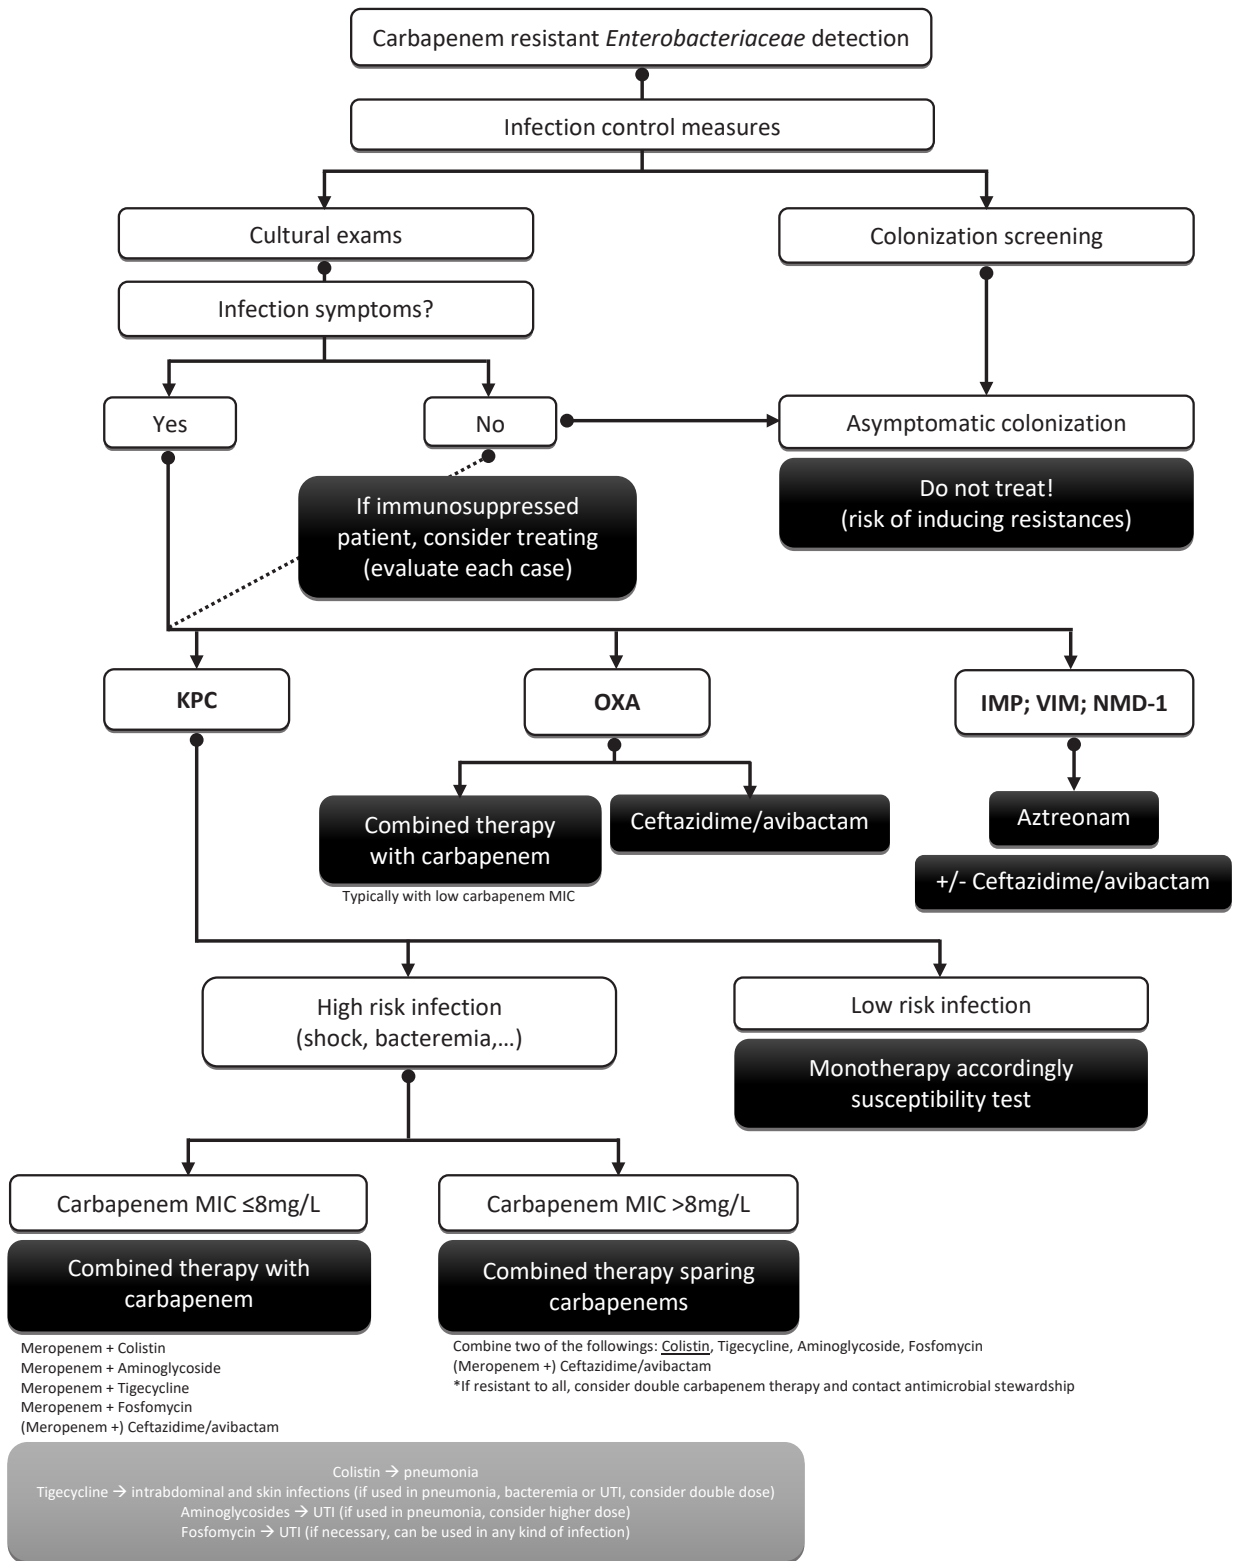 Carbapenem resistant Enterobacteriaceae detection
Infection control measures
Cultural exams
Colonization screening
Infection symptoms?
Yes
No
Asymptomatic colonization
Do not treat!
(risk of inducing resistances)
If immunosuppressed
patient, consider treating
(evaluate each case)
KPC
OXA
IMP; VIM; NMD-1
Combined therapy
with carbapenem
Typically with low carbapenem MIC
Ceftazidime/avibactam
Aztreonam
+/- Ceftazidime/avibactam
High risk infection
(shock, bacteremia,...)
Low risk infection
Monotherapy accordingly
susceptibility test
Carbapenem MIC ≤8mg/L
Combined therapy with
carbapenem
Meropenem + Colistin
Meropenem + Aminoglycoside
Meropenem + Tigecycline
Meropenem + Fosfomycin
(Meropenem +) Ceftazidime/avibactam
Carbapenem MIC >8mg/L
Combined therapy sparing
carbapenems
Combine two of the followings: Colistin, Tigecycline, Aminoglycoside, Fosfomycin
(Meropenem +) Ceftazidime/avibactam
*If resistant to all, consider double carbapenem therapy and contact antimicrobial stewardship
Colistin → pneumonia
Tigecycline → intrabdominal and skin infections (if used in pneumonia, bacteremia or UTI, consider double dose)
Aminoglycosides → UTI (if used in pneumonia, consider higher dose)
Fosfomycin → UTI (if necessary, can be used in any kind of infection)